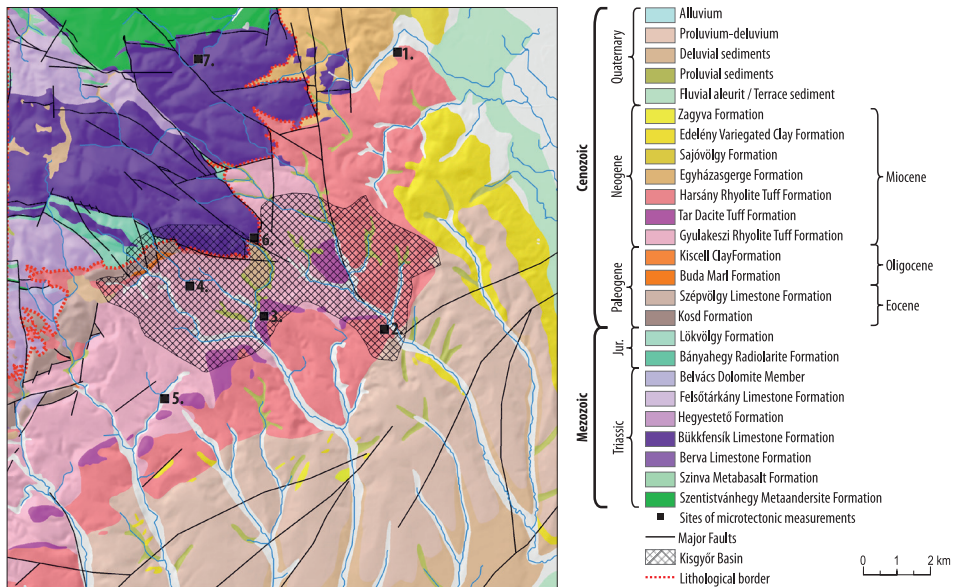 7.
1.
6.
4.
3.
2.
5.
Cenozoic
Mezozoic
Quaternary
Neogene
Paleogene
Jur.
Triassic
Alluvium
Proluvium-deluvium
Deluvial sediments
Proluvial sediments
Fluvial aleurit / Terrace sediment
Zagyva Formation
Edelény Variegated Clay Formation
Sajóvölgy Formation
Egyházasgerge Formation
Harsány Rhyolite Tuff Formation
Tar Dacite Tuff Formation
Gyulakeszi Rhyolite Tuff Formation
Kiscell ClayFormation
Buda Marl Formation
Szépvölgy Limestone Formation
Kosd Formation
Lökvölgy Formation
Bányahegy Radiolarite Formation
Belvács Dolomite Member
Felsőtárkány Limestone Formation
Hegyestető Formation
Bükkfensík Limestone Formation
Berva Limestone Formation
Szinva Metabasalt Formation
Szentistvánhegy Metaandersite Formation
Sites of microtectonic measurements
Major Faults
Kisgyőr Basin
Lithological border
Miocene
Oligocene
Eocene
0 1 2 km